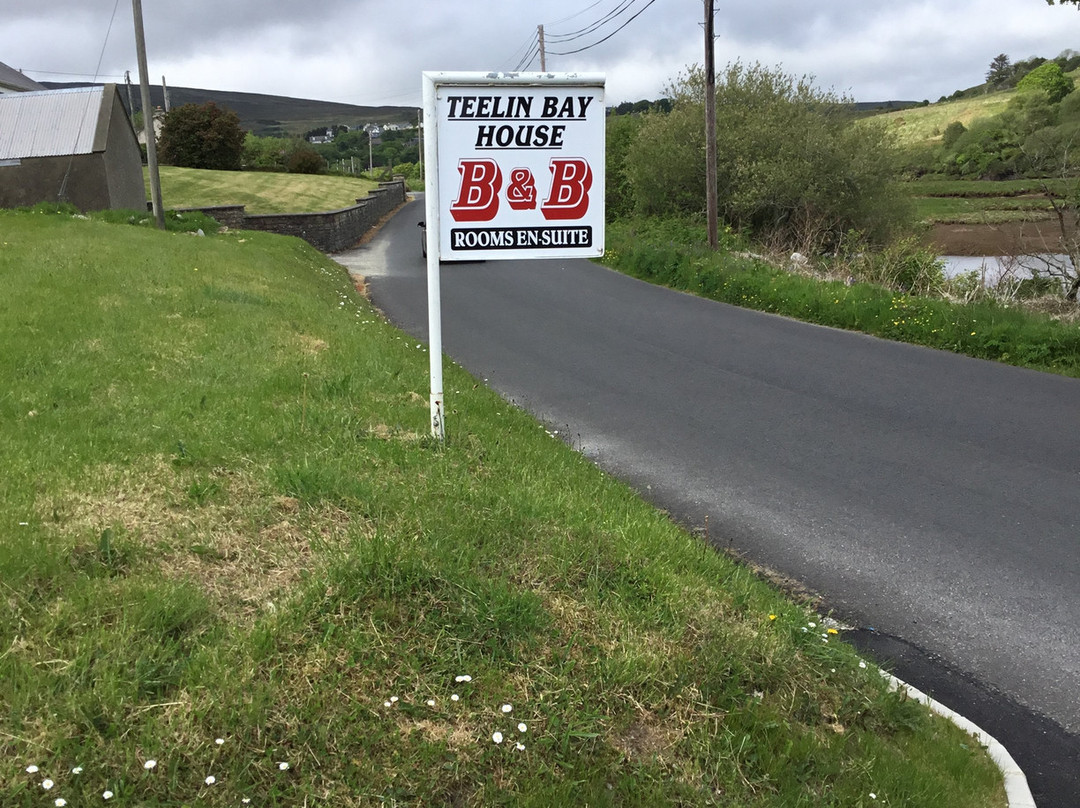 TEELIN BAY
HOUSE
B&B
ROOMS EN-SUITE